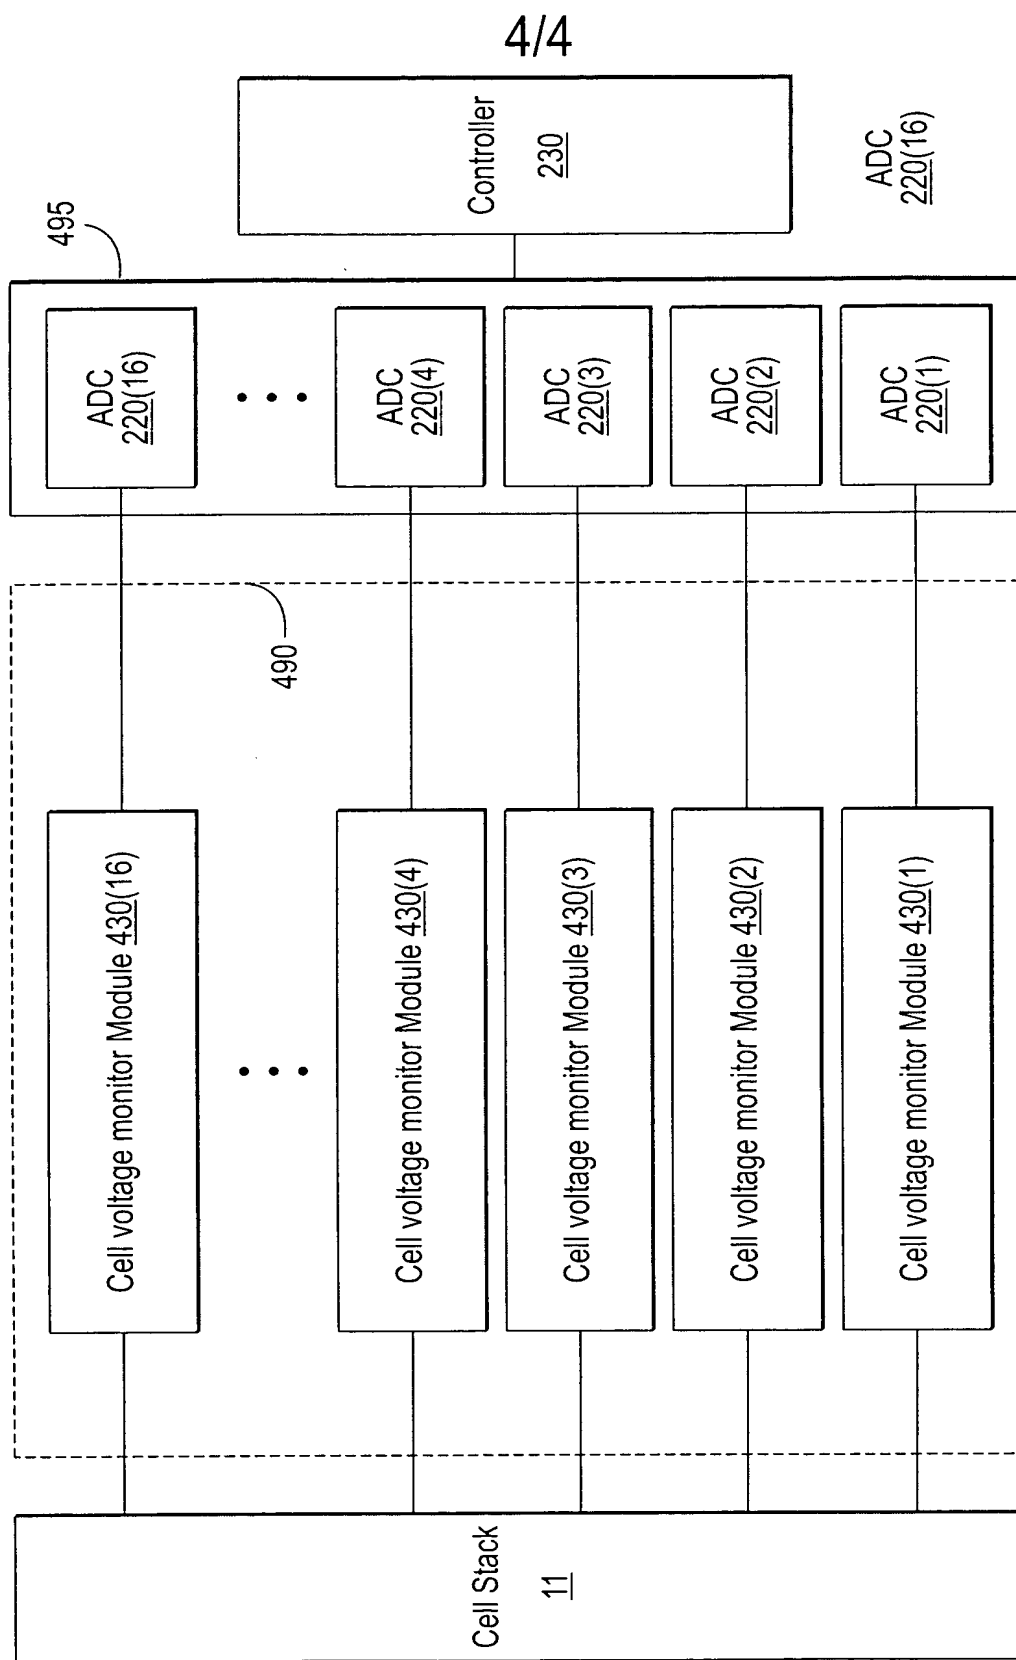 4/4
Cell Stack
11
Cell voltage monitor Module 430(16)
Cell voltage monitor Module 430(4)
Cell voltage monitor Module 430(3)
Cell voltage monitor Module 430(2)
Cell voltage monitor Module 430(1)
490
ADC
220(16)
ADC
220(4)
ADC
220(3)
ADC
220(2)
ADC
220(1)
495
Controller
230
ADC
220(16)